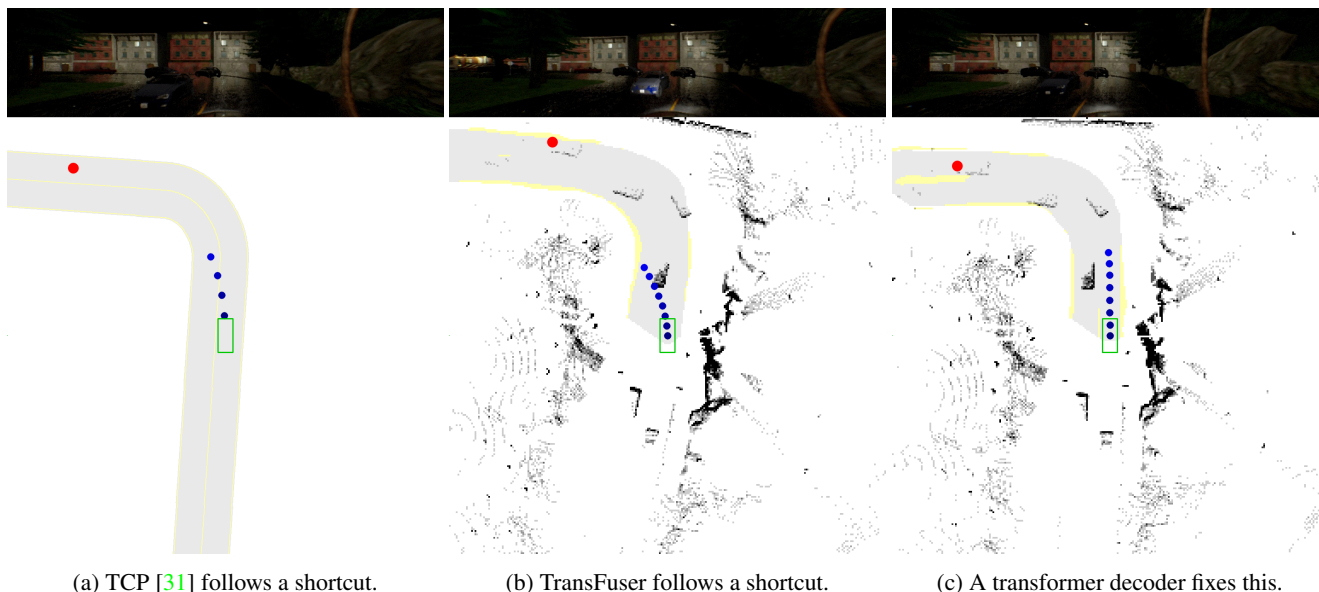 (a) TCP [31] follows a shortcut.
(b) TransFuser follows a shortcut.
(c) A transformer decoder fixes this.